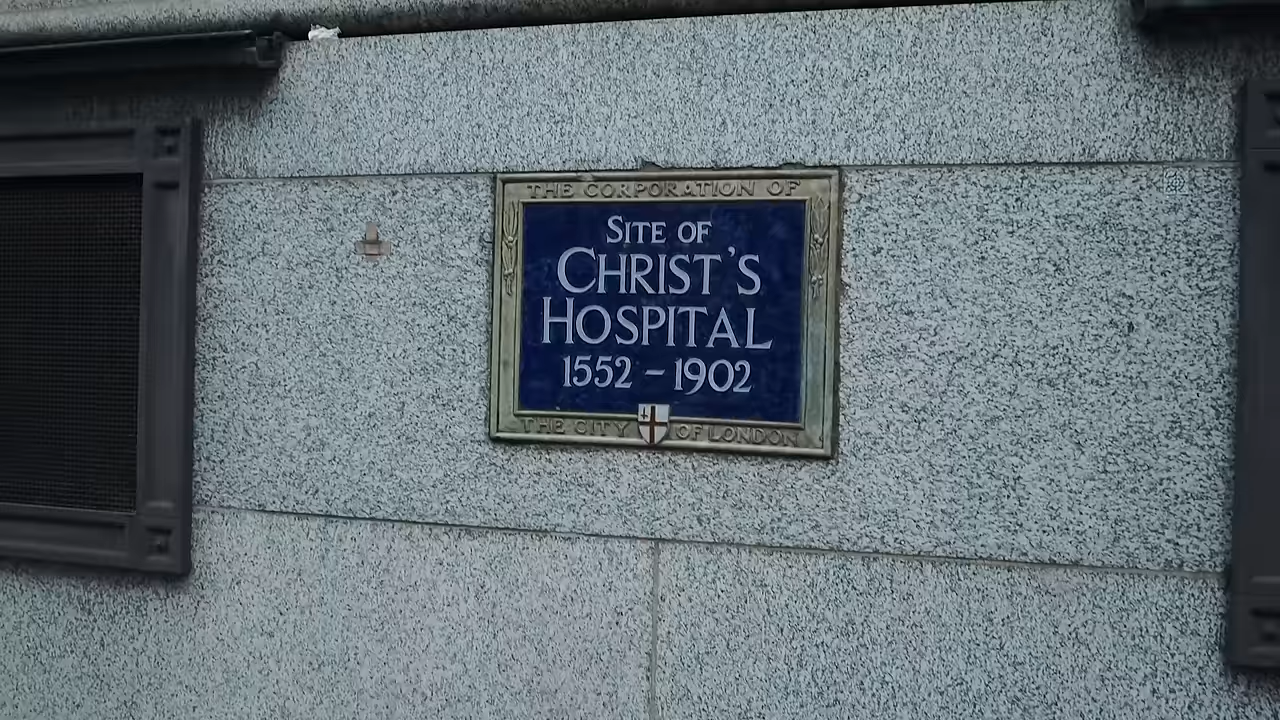 THE CORPORATION OF
SITE OF
CHRIST'S
HOSPITAL
1552 – 1902
THE CITY OF LONDON